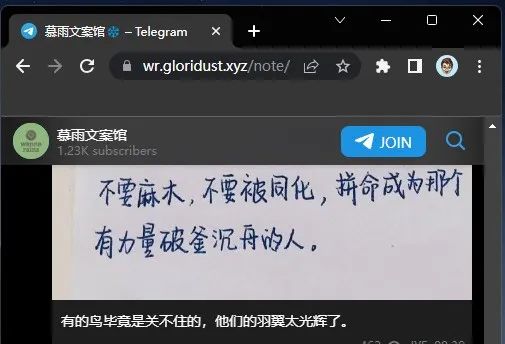 慕雨文案馆 – Telegram
wr.gloridust.xyz/note/
慕雨文案馆
1.23K subscribers
JOIN
wanna
rains
不要麻木，不要被同化，拼命成为那个
有力量破釜沉舟的人。
有的鸟毕竟是关不住的，他们的羽翼太光辉了。